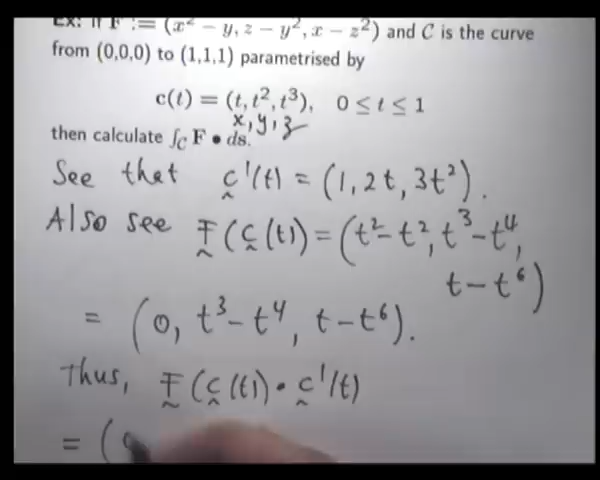 Ex: If F := (x² − y, z − y², x − z²) and C is the curve
from (0,0,0) to (1,1,1) parametrised by
c(t) = (t, t², t³), 0 ≤ t ≤ 1
x, y, z
then calculate ∫_C F • ds.
See that c'(t) = (1, 2t, 3t²).
Also see F(c(t)) = (t² − t², t³ − t⁴,
t − t⁶)
= (0, t³ − t⁴, t − t⁶).
Thus, F(c(t)) • c'(t)
= (0